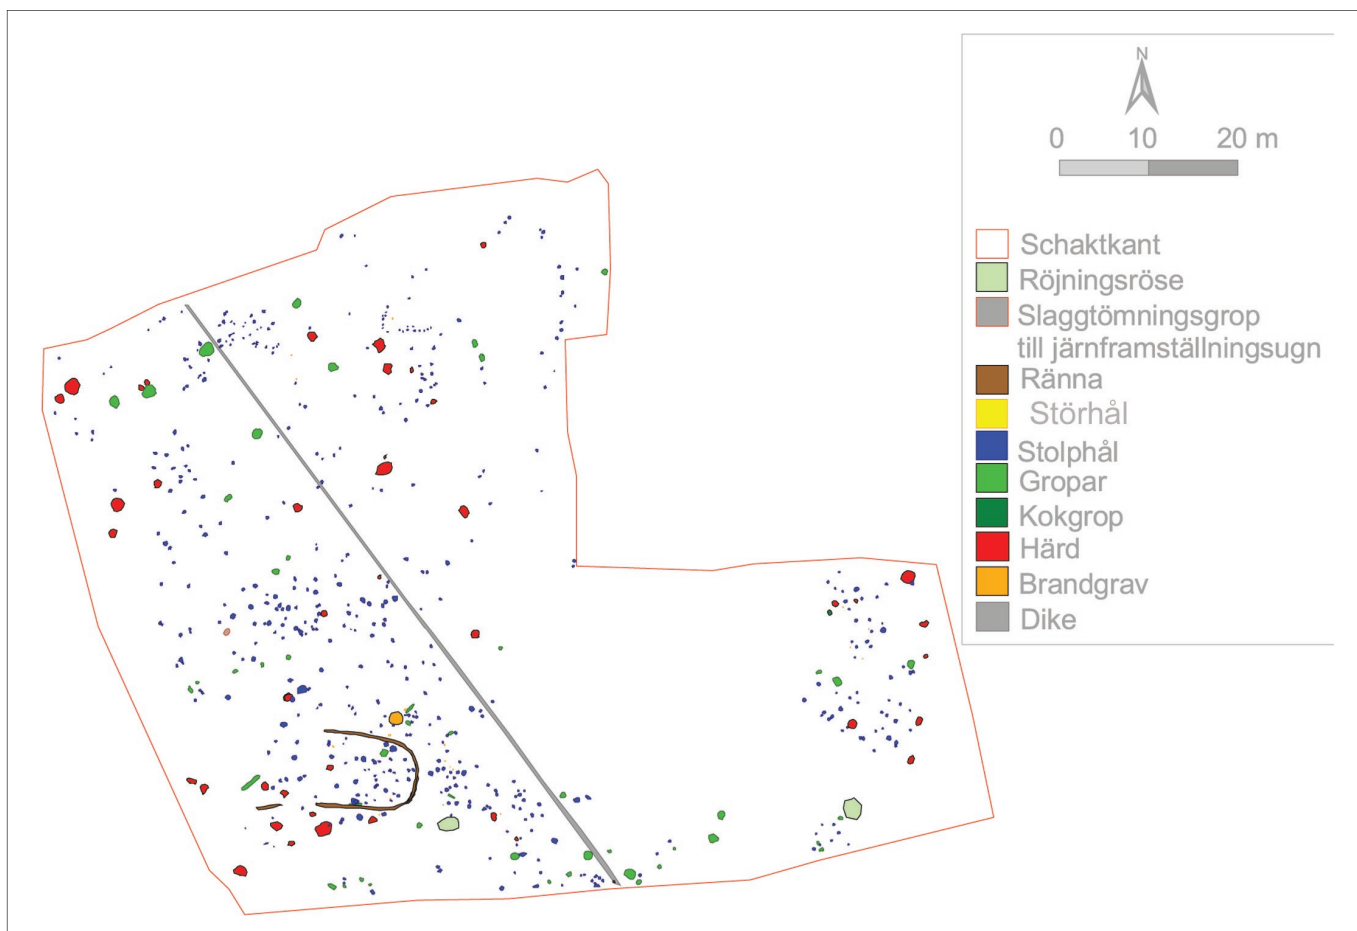 N
0 10 20 m
Schaktkant
Röjningsröse
Slaggtömningsgrop
till järnframställningsugn
Ränna
Störhål
Stolphål
Gropar
Kokgrop
Härd
Brandgrav
Dike